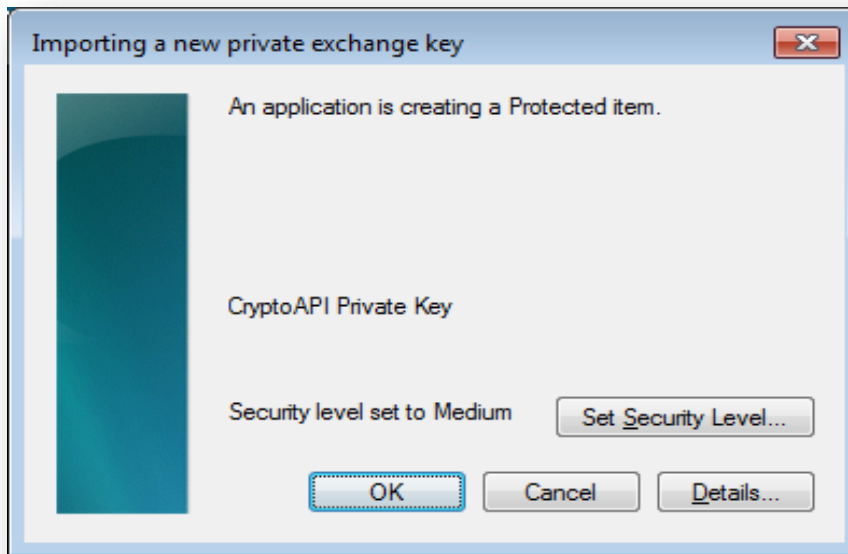 Importing a new private exchange key
An application is creating a Protected item.
CryptoAPI Private Key
Security level set to Medium
Set Security Level...
OK
Cancel
Details...